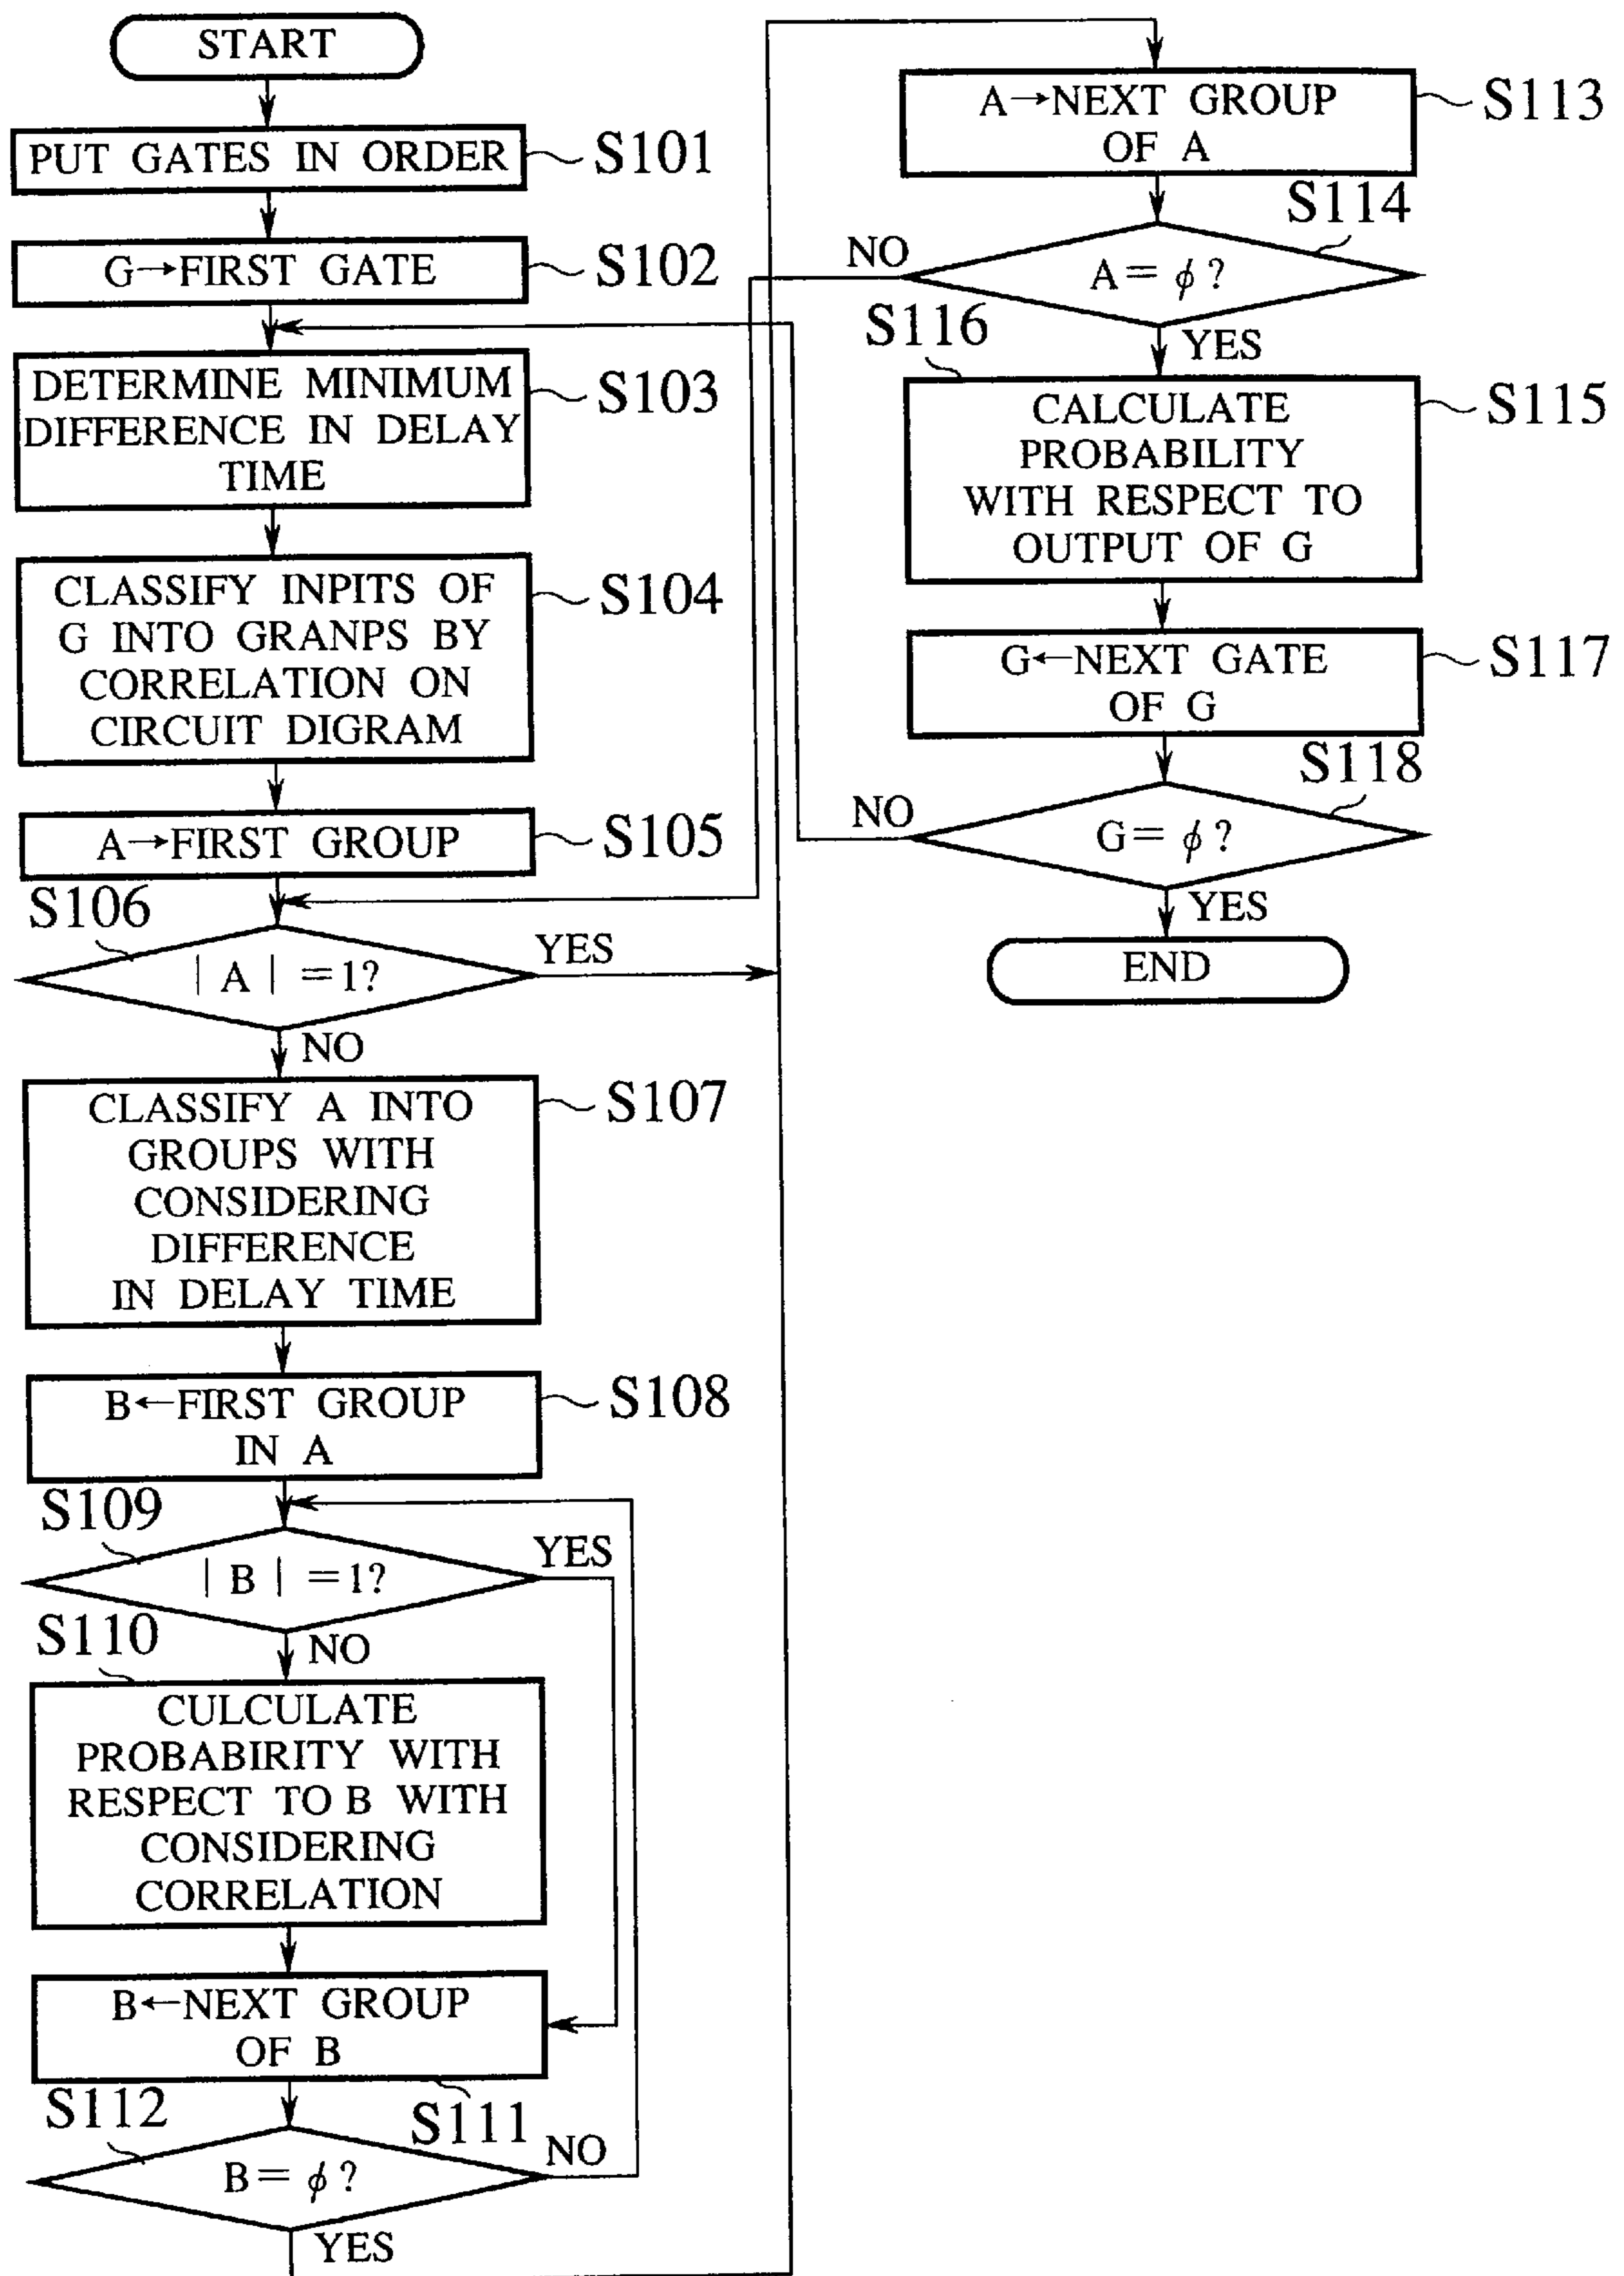 START
PUT GATES IN ORDER
S101
G→FIRST GATE
S102
DETERMINE MINIMUM
DIFFERENCE IN DELAY
TIME
S103
CLASSIFY INPITS OF
G INTO GRANPS BY
CORRELATION ON
CIRCUIT DIGRAM
S104
A→FIRST GROUP
S105
S106
| A | =1?
YES
NO
CLASSIFY A INTO
GROUPS WITH
CONSIDERING
DIFFERENCE
IN DELAY TIME
S107
B←FIRST GROUP
IN A
S108
S109
| B | =1?
YES
NO
S110
CULCULATE
PROBABIRITY WITH
RESPECT TO B WITH
CONSIDERING
CORRELATION
B←NEXT GROUP
OF B
S111
S112
B= ϕ ?
NO
YES
A→NEXT GROUP
OF A
S113
S114
A= ϕ ?
NO
YES
S116
CALCULATE
PROBABILITY
WITH RESPECT TO
OUTPUT OF G
S115
G←NEXT GATE
OF G
S117
S118
G= ϕ ?
NO
YES
END